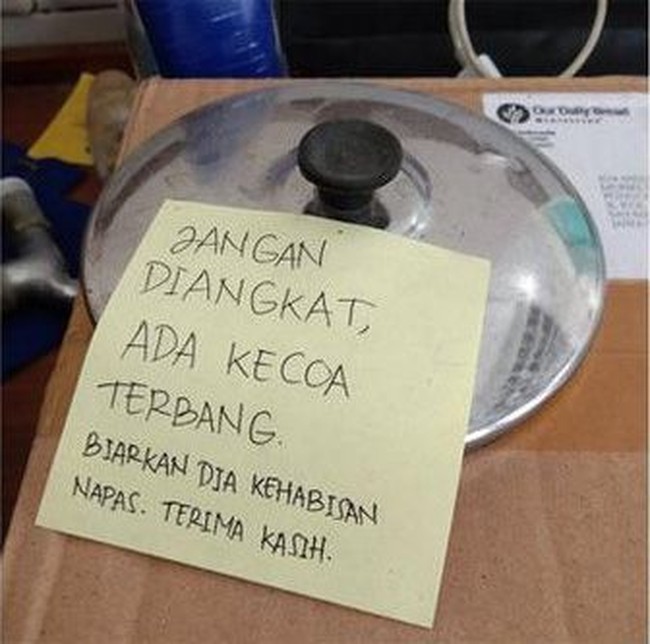 Our Daily Bread
JANGAN
DIANGKAT,
ADA KECOA
TERBANG.
BIARKAN DIA KEHABISAN
NAPAS. TERIMA KASIH.